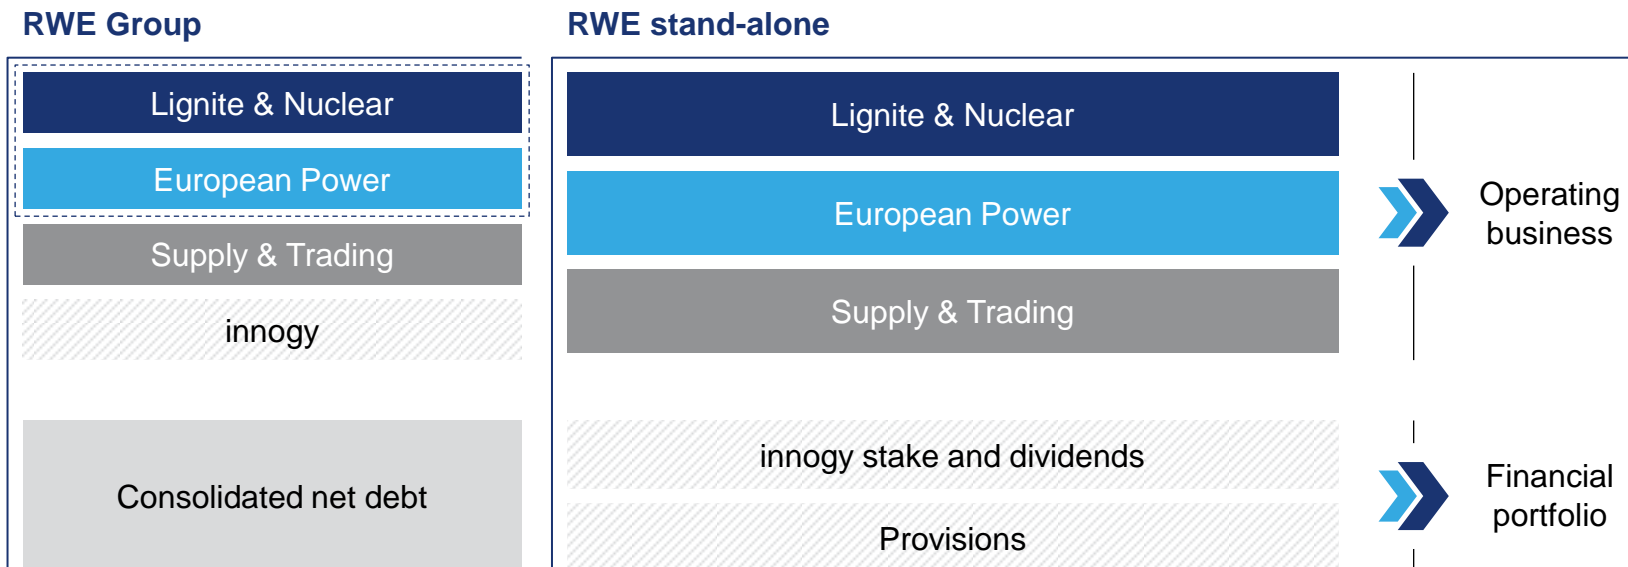 RWE Group
Lignite & Nuclear
European Power
Supply & Trading
innogy
Consolidated net debt
RWE stand-alone
Lignite & Nuclear
European Power
Supply & Trading
innogy stake and dividends
Provisions
Operating
business
Financial
portfolio